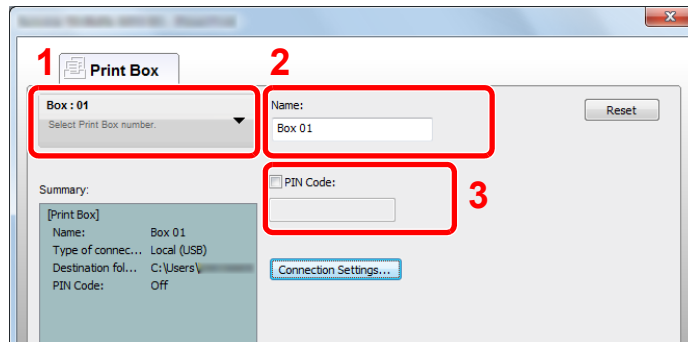 1
Print Box
2
Box : 01
Select Print Box number.
Name:
Box 01
Reset
PIN Code:
3
Summary:
[Print Box]
Name: Box 01
Type of connec... Local (USB)
Destination fol... C:\Users\
PIN Code: Off
Connection Settings...